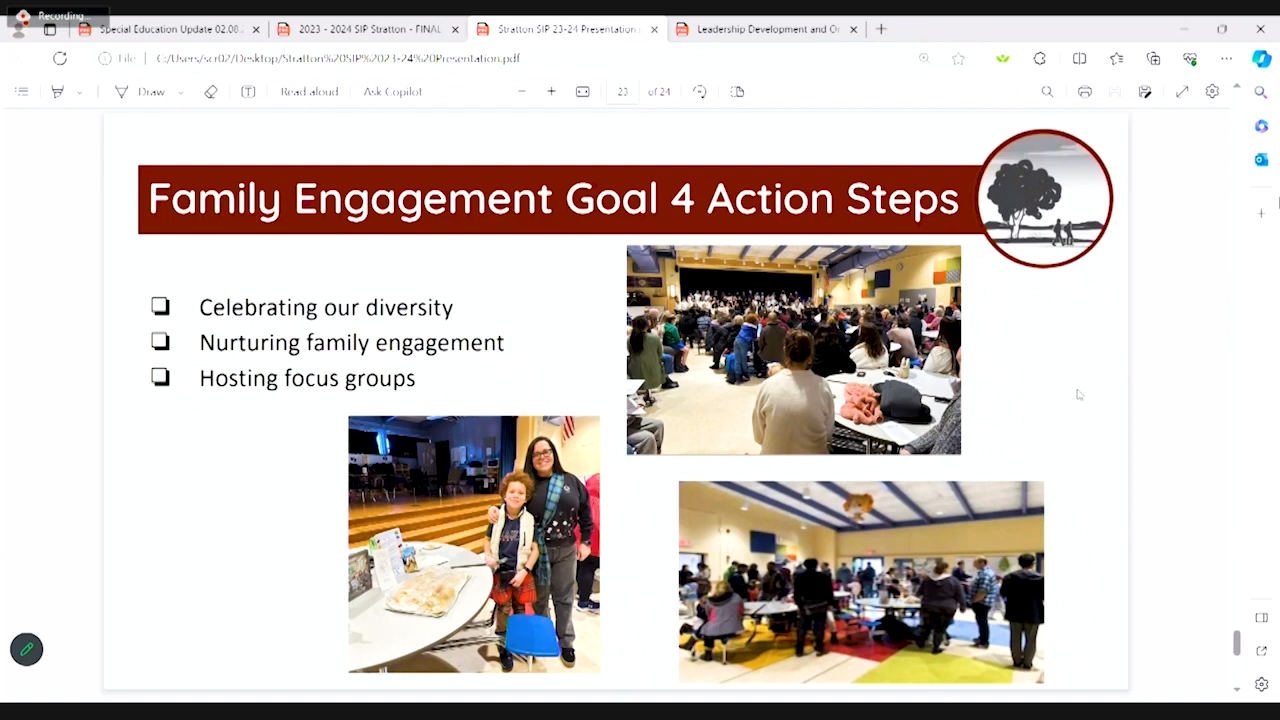 Recording...
Special Education Update 02.08.
2023 - 2024 SIP Stratton - FINAL
Stratton SIP 23-24 Presentation.
Leadership Development and Or
File
C:/Users/scr02/Desktop/Stratton%20SIP%2023-24%20Presentation.pdf
Draw
Read aloud
Ask Copilot
23
of 24
Family Engagement Goal 4 Action Steps
Celebrating our diversity
Nurturing family engagement
Hosting focus groups